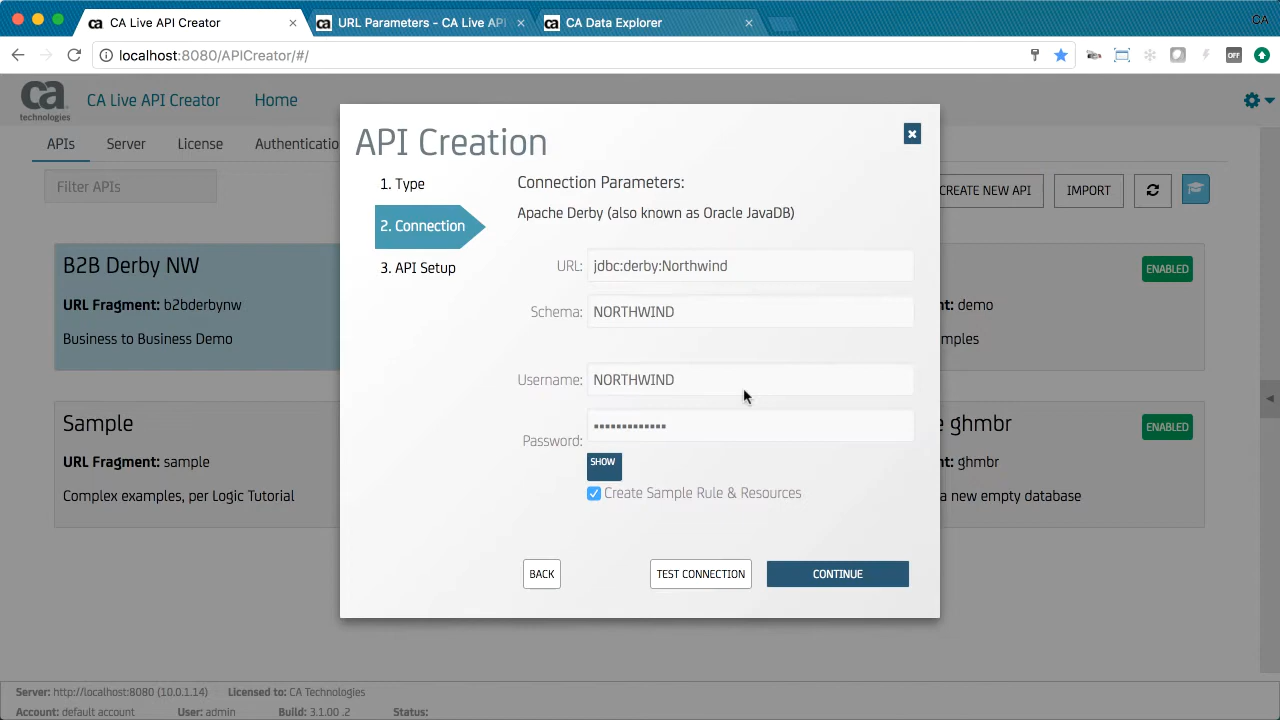 CA Live API Creator
URL Parameters - CA Live API
CA Data Explorer
CA
localhost:8080/APICreator/#/
OFF
ca
technologies
CA Live API Creator
Home
APIs
Server
License
Authenticatio
Filter APIs
CREATE NEW API
IMPORT
B2B Derby NW
URL Fragment: b2bderbynw
Business to Business Demo
ENABLED
nt: demo
mples
Sample
URL Fragment: sample
Complex examples, per Logic Tutorial
e ghmbr
ENABLED
nt: ghmbr
a new empty database
API Creation
1. Type
2. Connection
3. API Setup
Connection Parameters:
Apache Derby (also known as Oracle JavaDB)
URL: jdbc:derby:Northwind
Schema: NORTHWIND
Username: NORTHWIND
Password: •••••••••••••
SHOW
Create Sample Rule & Resources
BACK
TEST CONNECTION
CONTINUE
Server: http://localhost:8080 (10.0.1.14) Licensed to: CA Technologies
Account: default account User: admin Build: 3.1.00 .2 Status: